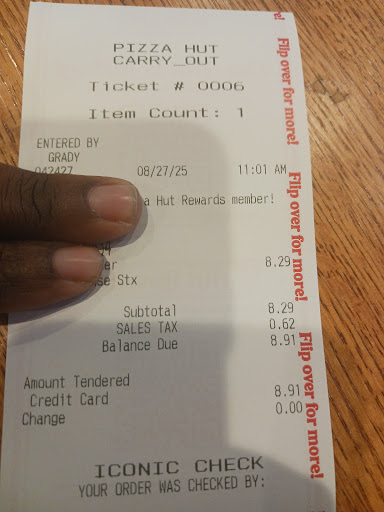 PIZZA HUT
CARRY_OUT
Ticket # 0006
Item Count: 1
ENTERED BY
GRADY
042427 08/27/25 11:01 AM
a Hut Rewards member!
8.29
Stx
Subtotal 8.29
SALES TAX 0.62
Balance Due 8.91
Amount Tendered
Credit Card 8.91
Change 0.00
ICONIC CHECK
YOUR ORDER WAS CHECKED BY:
Flip over for more!
Flip over for more!
Flip over for more!